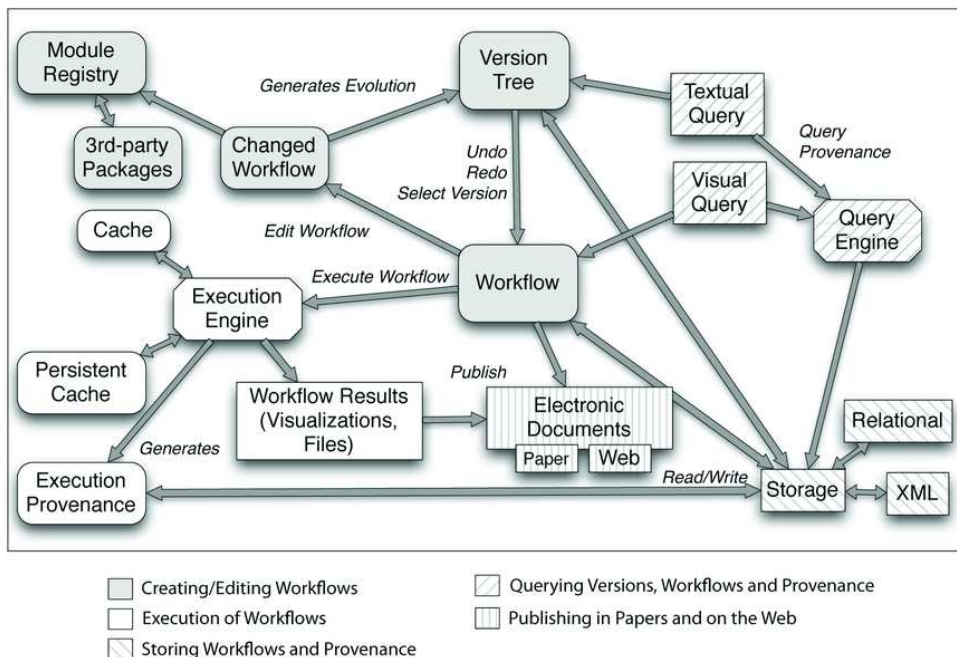 Module
Registry
Version
Tree
Generates Evolution
Textual
Query
3rd-party
Packages
Changed
Workflow
Query
Provenance
Undo
Redo
Select Version
Visual
Query
Cache
Edit Workflow
Query
Engine
Execute Workflow
Workflow
Execution
Engine
Persistent
Cache
Publish
Workflow Results
(Visualizations,
Files)
Electronic
Documents
Paper
Web
Relational
Generates
Execution
Provenance
Read/Write
Storage
XML
Creating/Editing Workflows
Execution of Workflows
Storing Workflows and Provenance
Querying Versions, Workflows and Provenance
Publishing in Papers and on the Web